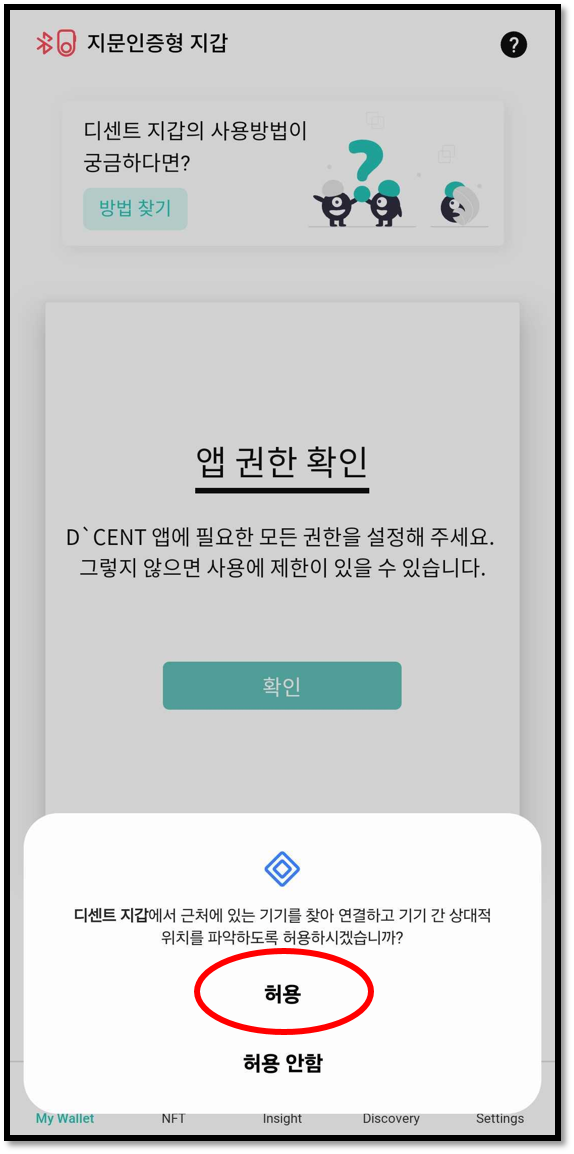 지문인증형 지갑
?
디센트 지갑의 사용방법이
궁금하다면?
방법 찾기
앱 권한 확인
D`CENT 앱에 필요한 모든 권한을 설정해 주세요.
그렇지 않으면 사용에 제한이 있을 수 있습니다.
확인
디센트 지갑에서 근처에 있는 기기를 찾아 연결하고 기기 간 상대적
위치를 파악하도록 허용하시겠습니까?
허용
허용 안함
My Wallet NFT Insight Discovery Settings